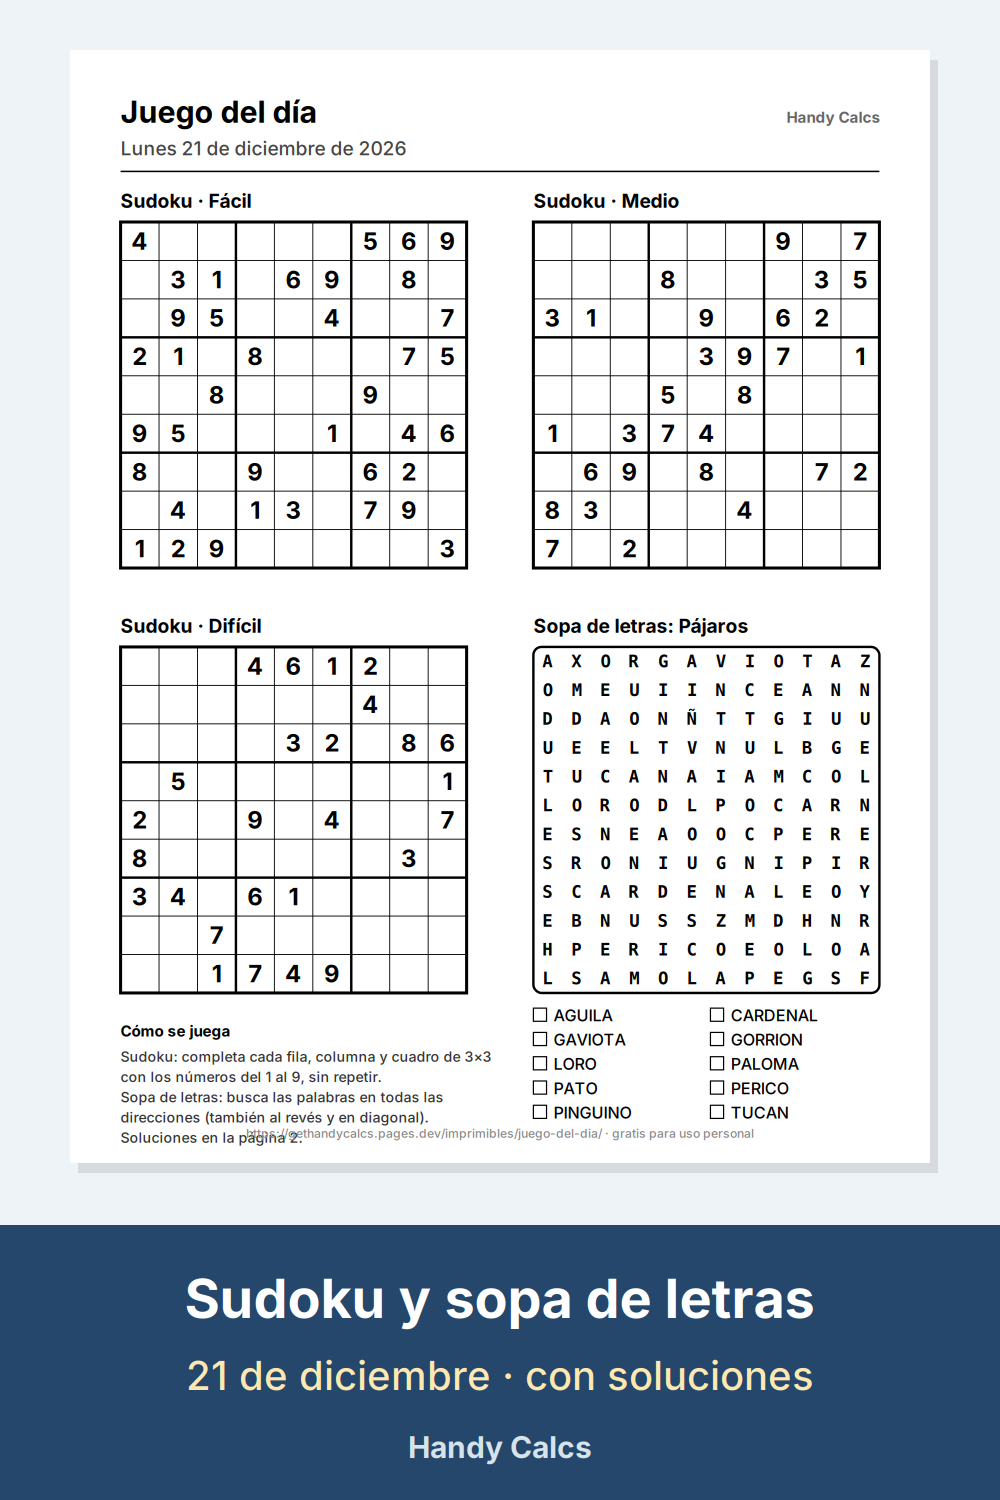 Juego del día
Handy Calcs
Lunes 21 de diciembre de 2026
Sudoku · Fácil
4 5 6 9
3 1 6 9 8
9 5 4 7
2 1 8 7 5
8 9
9 5 1 4 6
8 9 6 2
4 1 3 7 9
1 2 9 3
Sudoku · Medio
9 7
8 3 5
3 1 9 6 2
3 9 7 1
5 8
1 3 7 4
6 9 8 7 2
8 3 4
7 2
Sudoku · Difícil
4 6 1 2
4
3 2 8 6
5 1
2 9 4 7
8 3
3 4 6 1
7
1 7 4 9
Sopa de letras: Pájaros
A X O R G A V I O T A Z
O M E U I I N C E A N N
D D A O N Ñ T T G I U U
U E E L T V N U L B G E
T U C A N A I A M C O L
L O R O D L P O C A R N
E S N E A O O C P E R E
S R O N I U G N I P I R
S C A R D E N A L E O Y
E B N U S S Z M D H N R
H P E R I C O E O L O A
L S A M O L A P E G S F
AGUILA
GAVIOTA
LORO
PATO
PINGUINO
CARDENAL
GORRION
PALOMA
PERICO
TUCAN
Cómo se juega
Sudoku: completa cada fila, columna y cuadro de 3×3
con los números del 1 al 9, sin repetir.
Sopa de letras: busca las palabras en todas las
direcciones (también al revés y en diagonal).
Soluciones en la página 2.
https://gethandycalcs.pages.dev/imprimibles/juego-del-dia/ · gratis para uso personal
Sudoku y sopa de letras
21 de diciembre · con soluciones
Handy Calcs